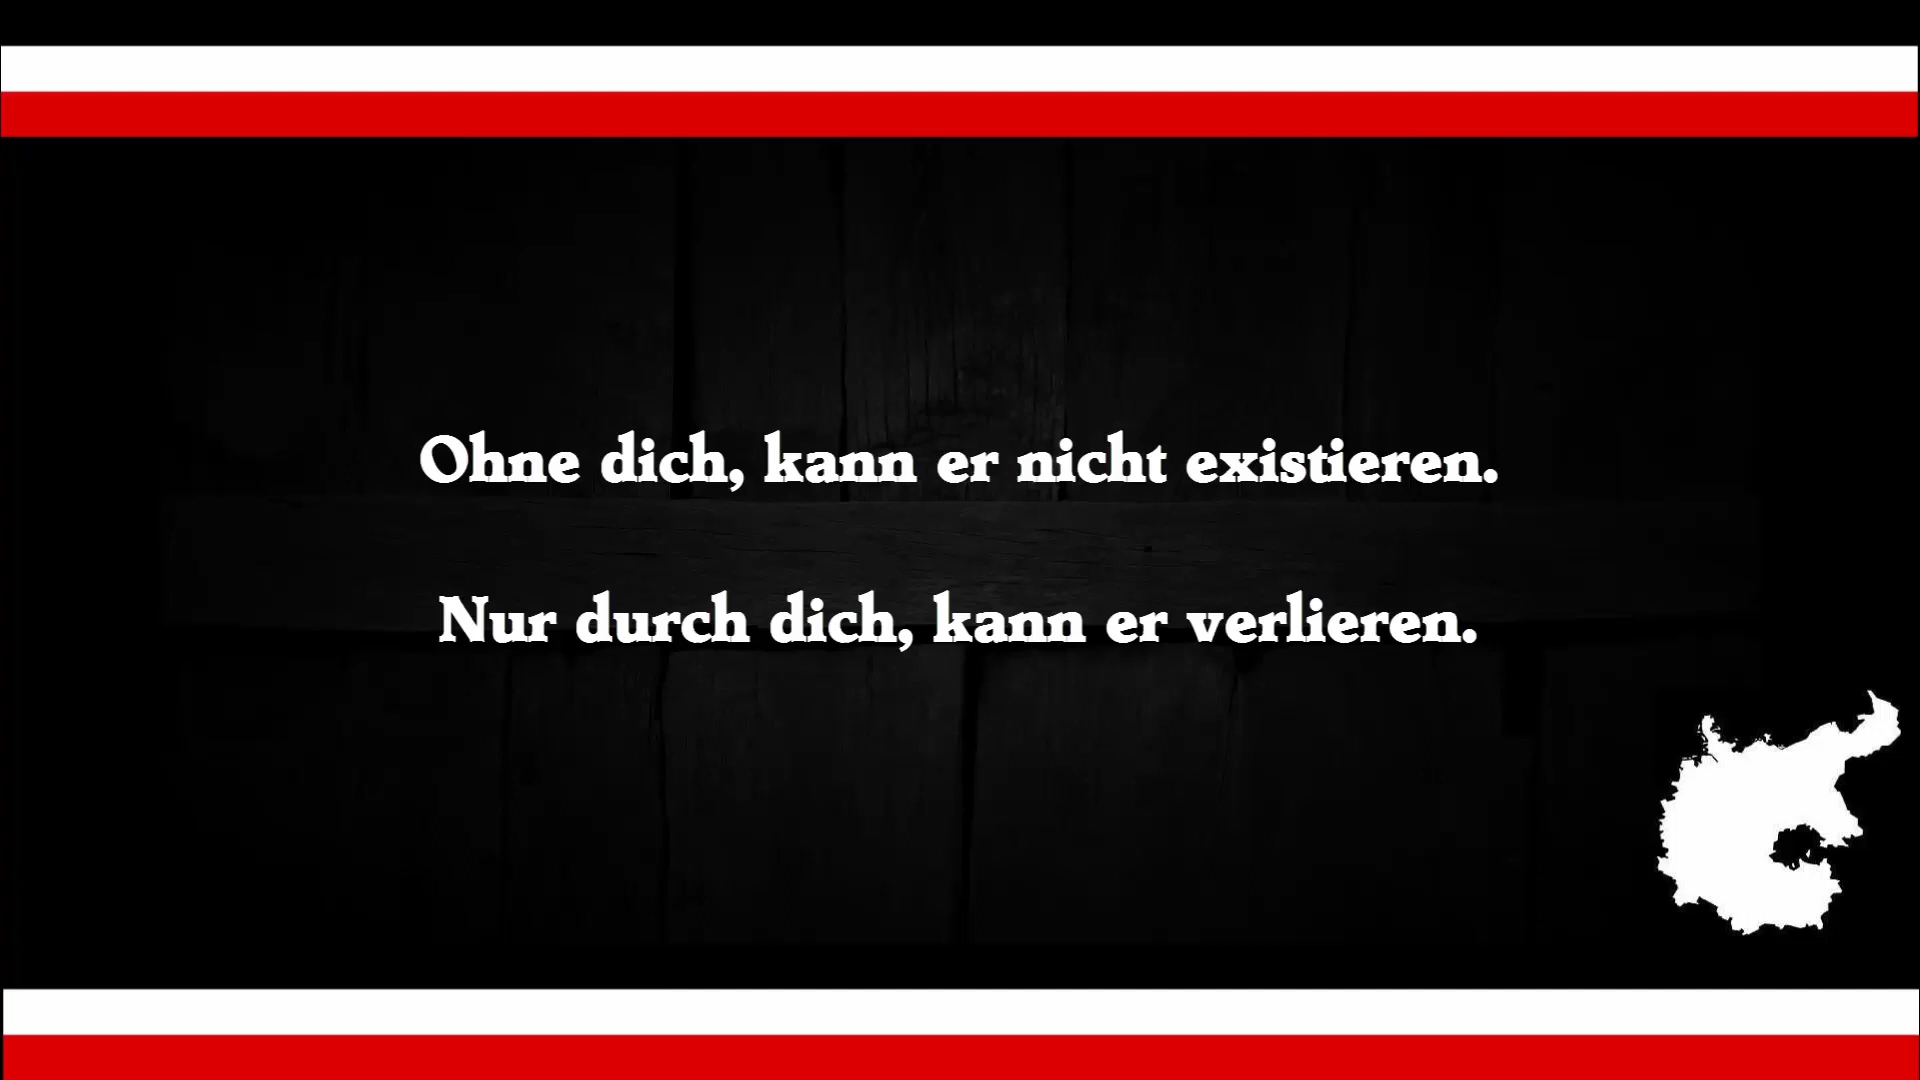 Ohne dich, kann er nicht existieren.
Nur durch dich, kann er verlieren.